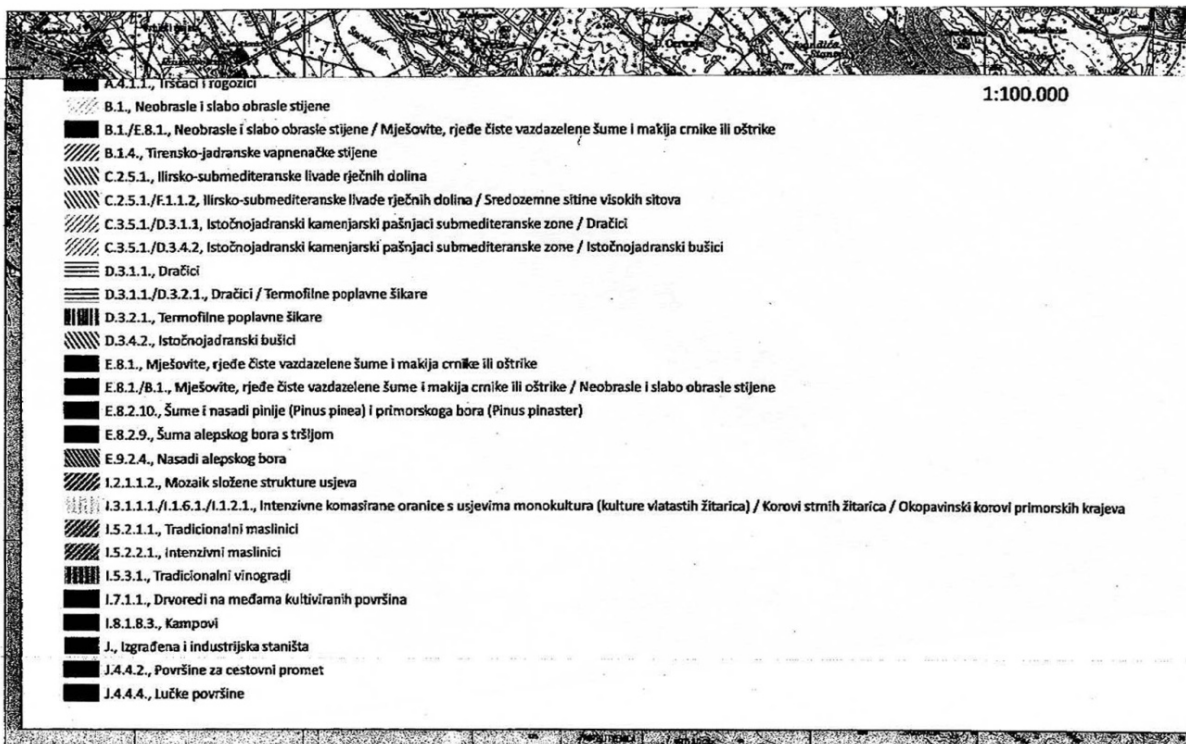 A.4.1.1., Tršćaci i rogozici
1:100.000
B.1., Neobrasle i slabo obrasle stijene
B.1./E.8.1., Neobrasle i slabo obrasle stijene / Mješovite, rjeđe čiste vazdazelene šume i makija crnike ili oštrike
B.1.4., Tirensko-jadranske vapnenačke stijene
C.2.5.1., Ilirsko-submediteranske livade rječnih dolina
C.2.5.1./F.1.1.2, Ilirsko-submediteranske livade rječnih dolina / Sredozemne sitine visokih sitova
C.3.5.1./D.3.1.1, Istočnojadranski kamenjarski pašnjaci submediteranske zone / Dračici
C.3.5.1./D.3.4.2, Istočnojadranski kamenjarski pašnjaci submediteranske zone / Istočnojadranski bušici
D.3.1.1., Dračici
D.3.1.1./D.3.2.1., Dračici / Termofilne poplavne šikare
D.3.2.1., Termofilne poplavne šikare
D.3.4.2., Istočnojadranski bušici
E.8.1., Mješovite, rjeđe čiste vazdazelene šume i makija crnike ili oštrike
E.8.1./B.1., Mješovite, rjeđe čiste vazdazelene šume i makija crnike ili oštrike / Neobrasle i slabo obrasle stijene
E.8.2.10., Šume i nasadi pinije (Pinus pinea) i primorskoga bora (Pinus pinaster)
E.8.2.9., Šuma alepskog bora s tršljom
E.9.2.4., Nasadi alepskog bora
I.2.1.1.2., Mozaik složene strukture usjeva
I.3.1.1.1./I.1.6.1./I.1.2.1., Intenzivne komasirane oranice s usjevima monokultura (kulture vlatastih žitarica) / Korovi strnih žitarica / Okopavinski korovi primorskih krajeva
I.5.2.1.1., Tradicionalni maslinici
I.5.2.2.1., Intenzivni maslinici
I.5.3.1., Tradicionalni vinogradi
I.7.1.1., Drvoredi na međama kultiviranih površina
I.8.1.8.3., Kampovi
J., Izgrađena i industrijska staništa
J.4.4.2., Površine za cestovni promet
J.4.4.4., Lučke površine